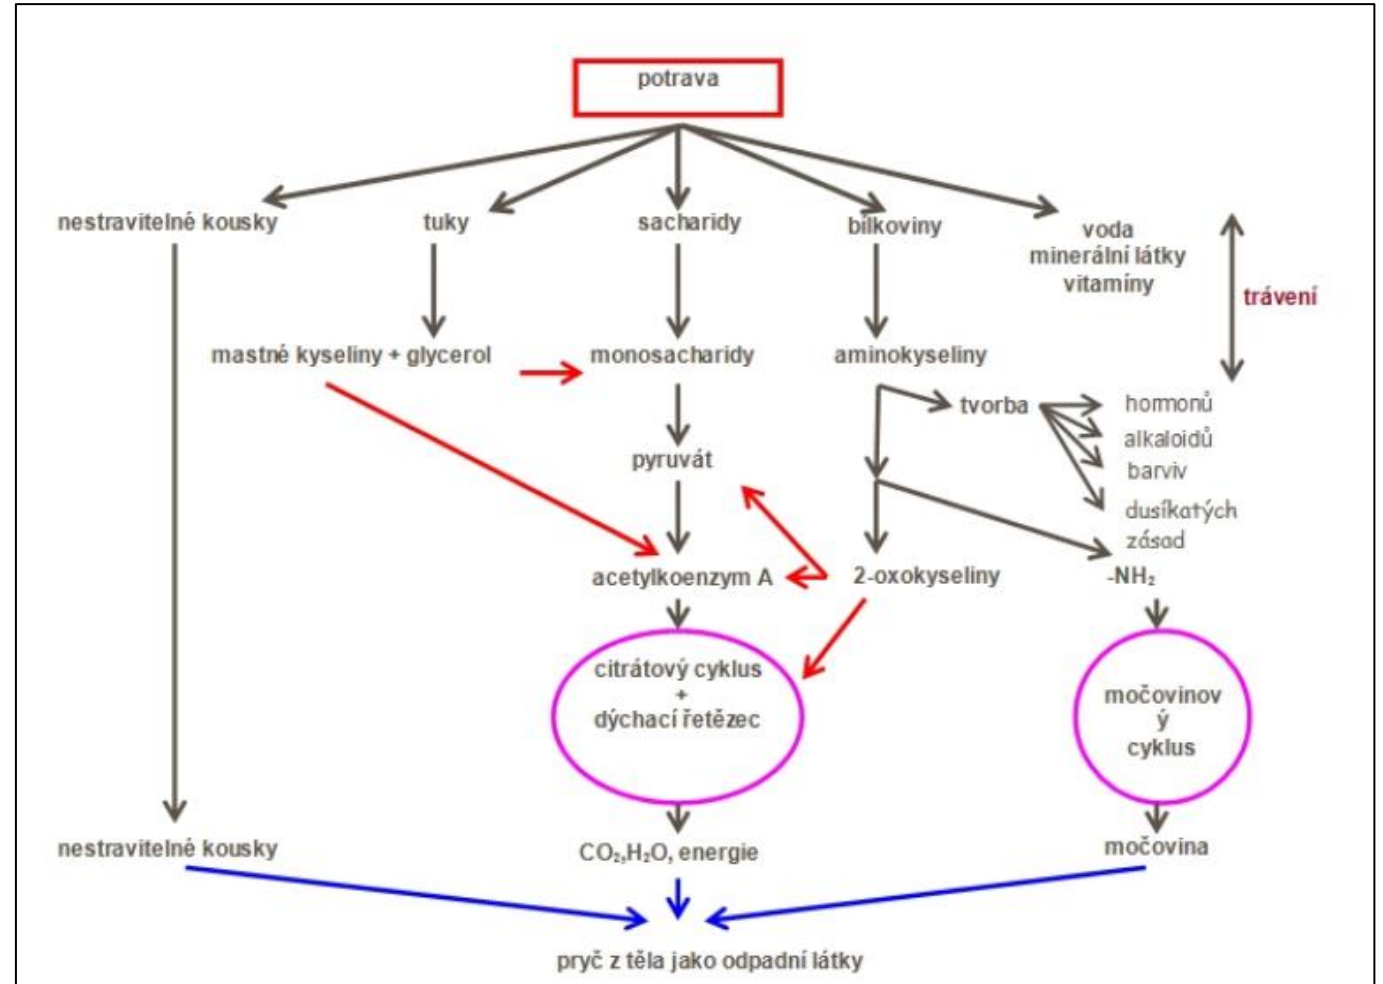 potrava
nestravitelné kousky
tuky
sacharidy
bílkoviny
voda
minerální látky
vitamíny
trávení
mastné kyseliny + glycerol
monosacharidy
aminokyseliny
tvorba
hormonů
alkaloidů
barviv
dusíkatých
zásad
pyruvát
acetylkoenzym A
2-oxokyseliny
-NH₂
citrátový cyklus
+
dýchací řetězec
močovinov
ý
cyklus
nestravitelné kousky
CO₂,H₂O, energie
močovina
pryč z těla jako odpadní látky